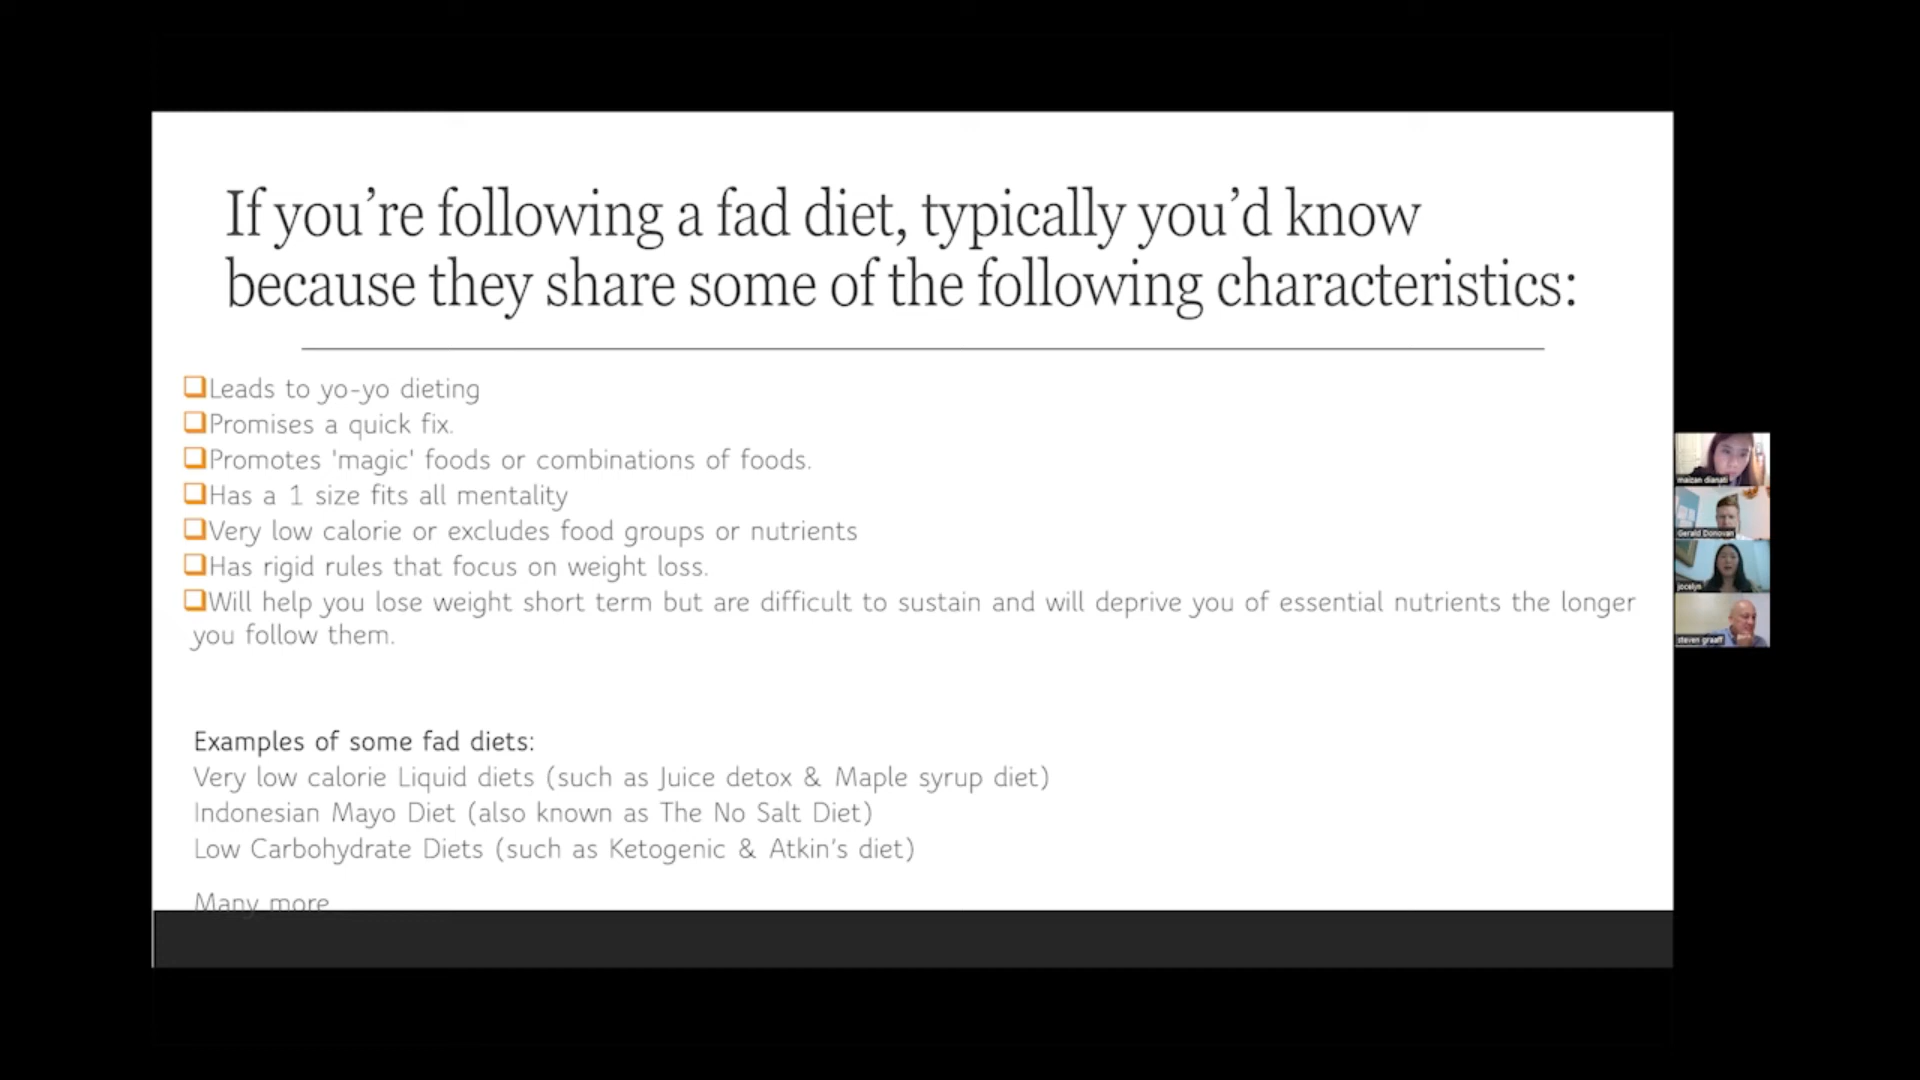 If you're following a fad diet, typically you'd know
because they share some of the following characteristics:
Leads to yo-yo dieting
Promises a quick fix.
Promotes 'magic' foods or combinations of foods.
Has a 1 size fits all mentality
Very low calorie or excludes food groups or nutrients
Has rigid rules that focus on weight loss.
Will help you lose weight short term but are difficult to sustain and will deprive you of essential nutrients the longer
you follow them.
Examples of some fad diets:
Very low calorie Liquid diets (such as Juice detox & Maple syrup diet)
Indonesian Mayo Diet (also known as The No Salt Diet)
Low Carbohydrate Diets (such as Ketogenic & Atkin's diet)
Many more
maizan dianati
Gerald Donovan
jocelyn
steven graaff